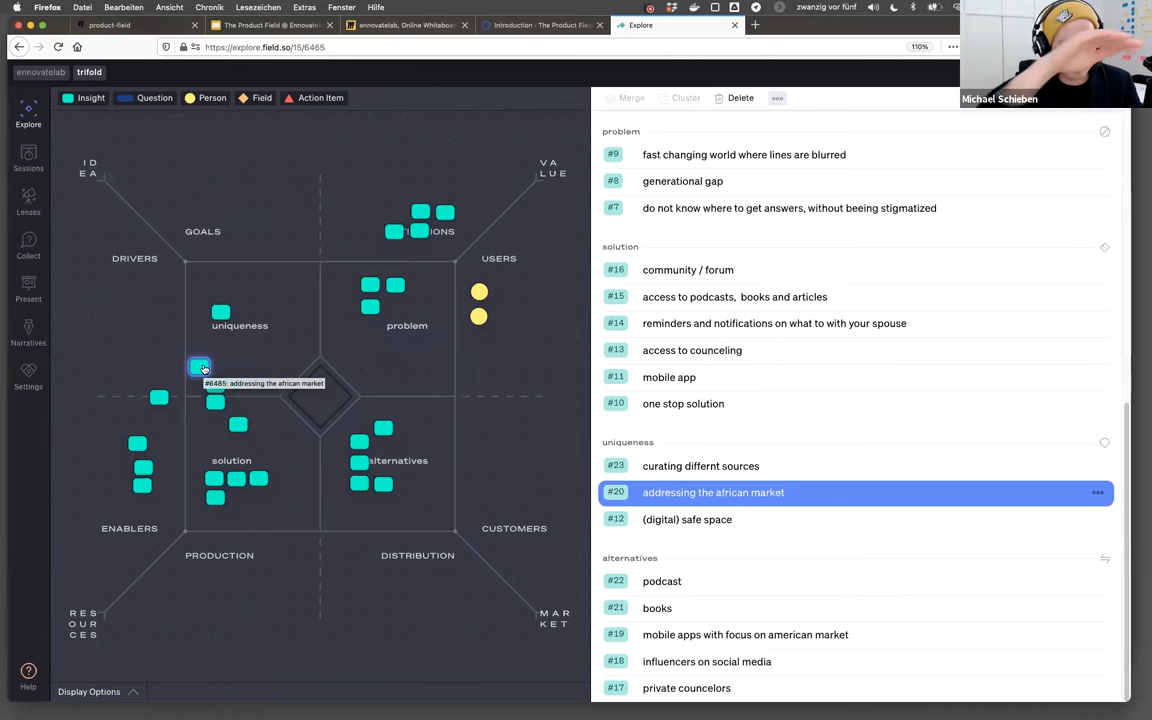 Firefox Datei Bearbeiten Ansicht Chronik Lesezeichen Extras Fenster Hilfe zwanzig vor fünf
product-field The Product Field @ Ennovatel ennovatelab, Online Whiteboard Introduction - The Product Fiel Explore
https://explore.field.so/15/6465 110%
ennovatelab trifold
Michael Schieben
Insight Question Person Field Action Item
Merge Cluster Delete
Explore
Sessions
Lenses
Collect
Present
Narratives
Settings
Help
ID
EA
VA
LUE
GOALS
DRIVERS
USERS
uniqueness
problem
#6485: addressing the african market
solution
alternatives
ENABLERS
CUSTOMERS
PRODUCTION
DISTRIBUTION
RES
OUR
CES
MAR
KET
Display Options
problem
#9 fast changing world where lines are blurred
#8 generational gap
#7 do not know where to get answers, without beeing stigmatized
solution
#16 community / forum
#15 access to podcasts, books and articles
#14 reminders and notifications on what to with your spouse
#13 access to counceling
#11 mobile app
#10 one stop solution
uniqueness
#23 curating differnt sources
#20 addressing the african market
#12 (digital) safe space
alternatives
#22 podcast
#21 books
#19 mobile apps with focus on american market
#18 influencers on social media
#17 private councelors